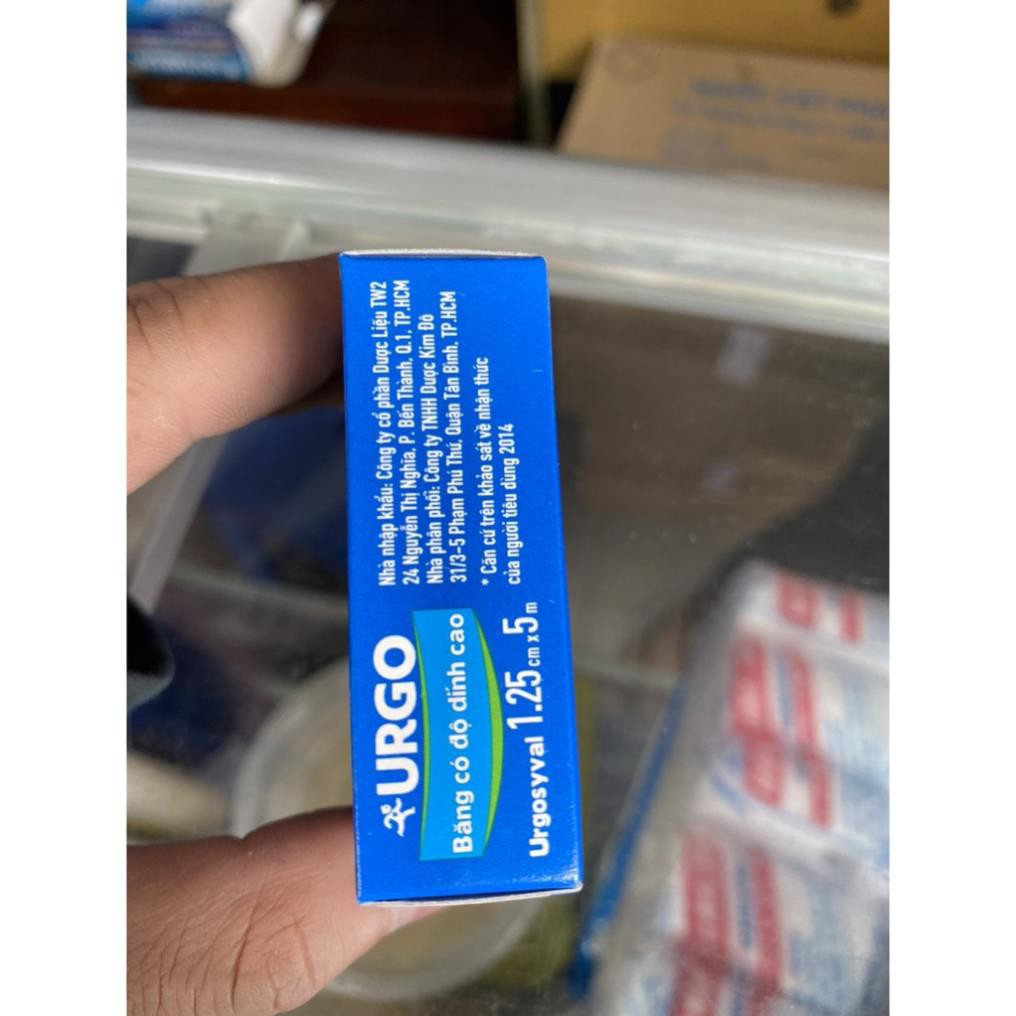 URGO
Băng có độ dính cao
Urgosyval 1.25cm x 5m
Nhà nhập khẩu: Công ty cổ phần Dược Liệu TW2
24 Nguyễn Thị Nghĩa, P. Bến Thành, Q.1, TP.HCM
Nhà phân phối: Công ty TNHH Dược Kim Đô
31/3-5 Phạm Phú Thứ, Quận Tân Bình, TP.HCM
* Căn cứ trên khảo sát về nhận thức
của người tiêu dùng 2014